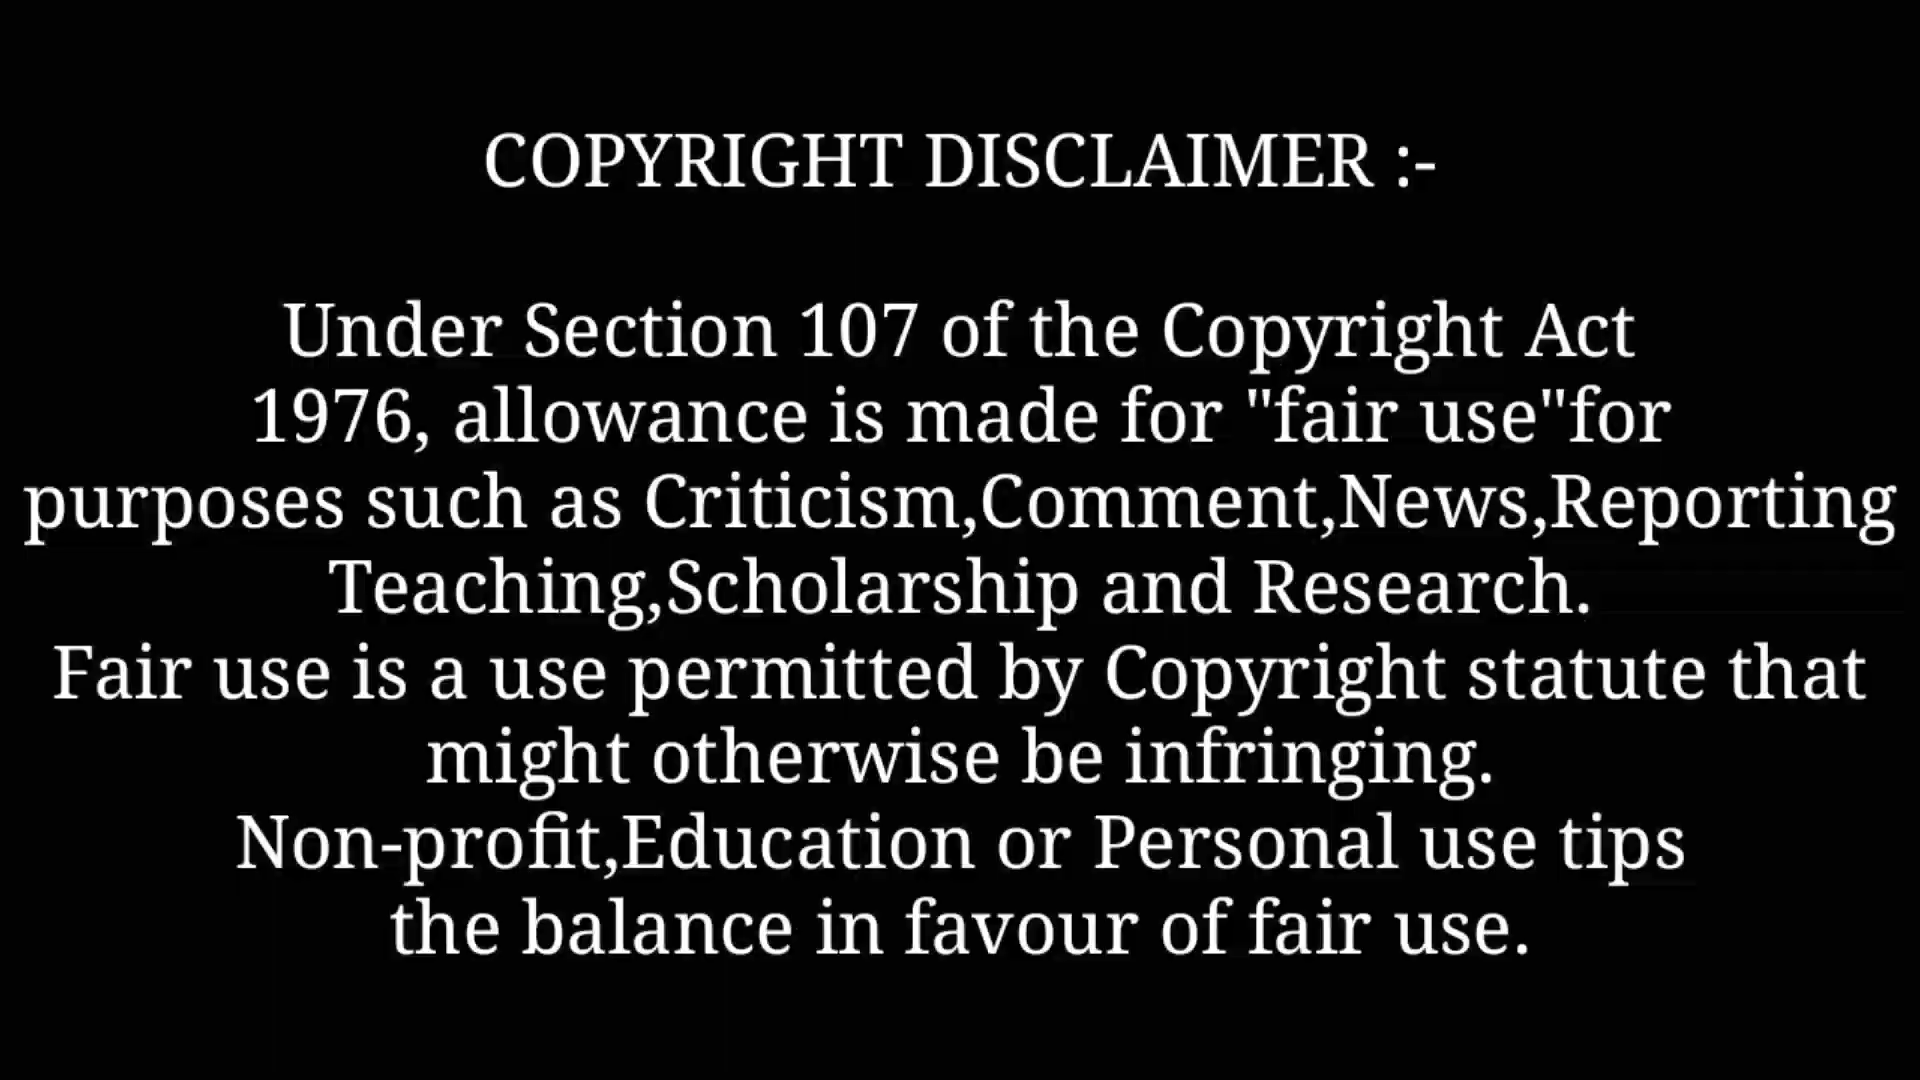 COPYRIGHT DISCLAIMER :-
Under Section 107 of the Copyright Act
1976, allowance is made for "fair use"for
purposes such as Criticism,Comment,News,Reporting
Teaching,Scholarship and Research.
Fair use is a use permitted by Copyright statute that
might otherwise be infringing.
Non-profit,Education or Personal use tips
the balance in favour of fair use.